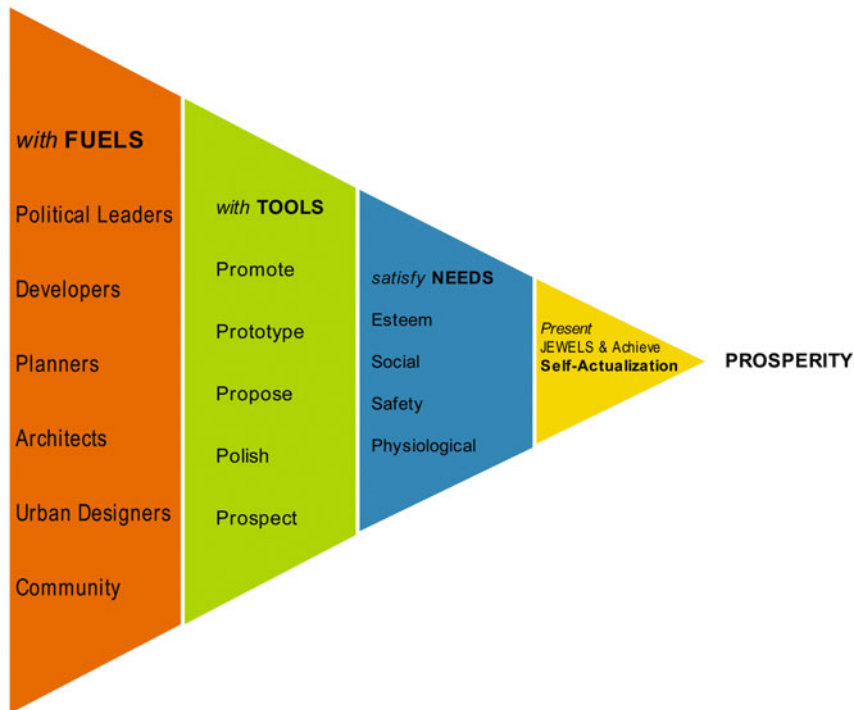 with FUELS
Political Leaders
Developers
Planners
Architects
Urban Designers
Community
with TOOLS
Promote
Prototype
Propose
Polish
Prospect
satisfy NEEDS
Esteem
Social
Safety
Physiological
Present
JEWELS & Achieve
Self-Actualization
PROSPERITY